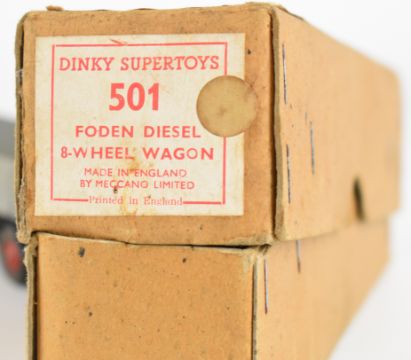 DINKY SUPERTOYS
501
FODEN DIESEL
8-WHEEL WAGON
MADE IN ENGLAND
BY MECCANO LIMITED
Printed in England